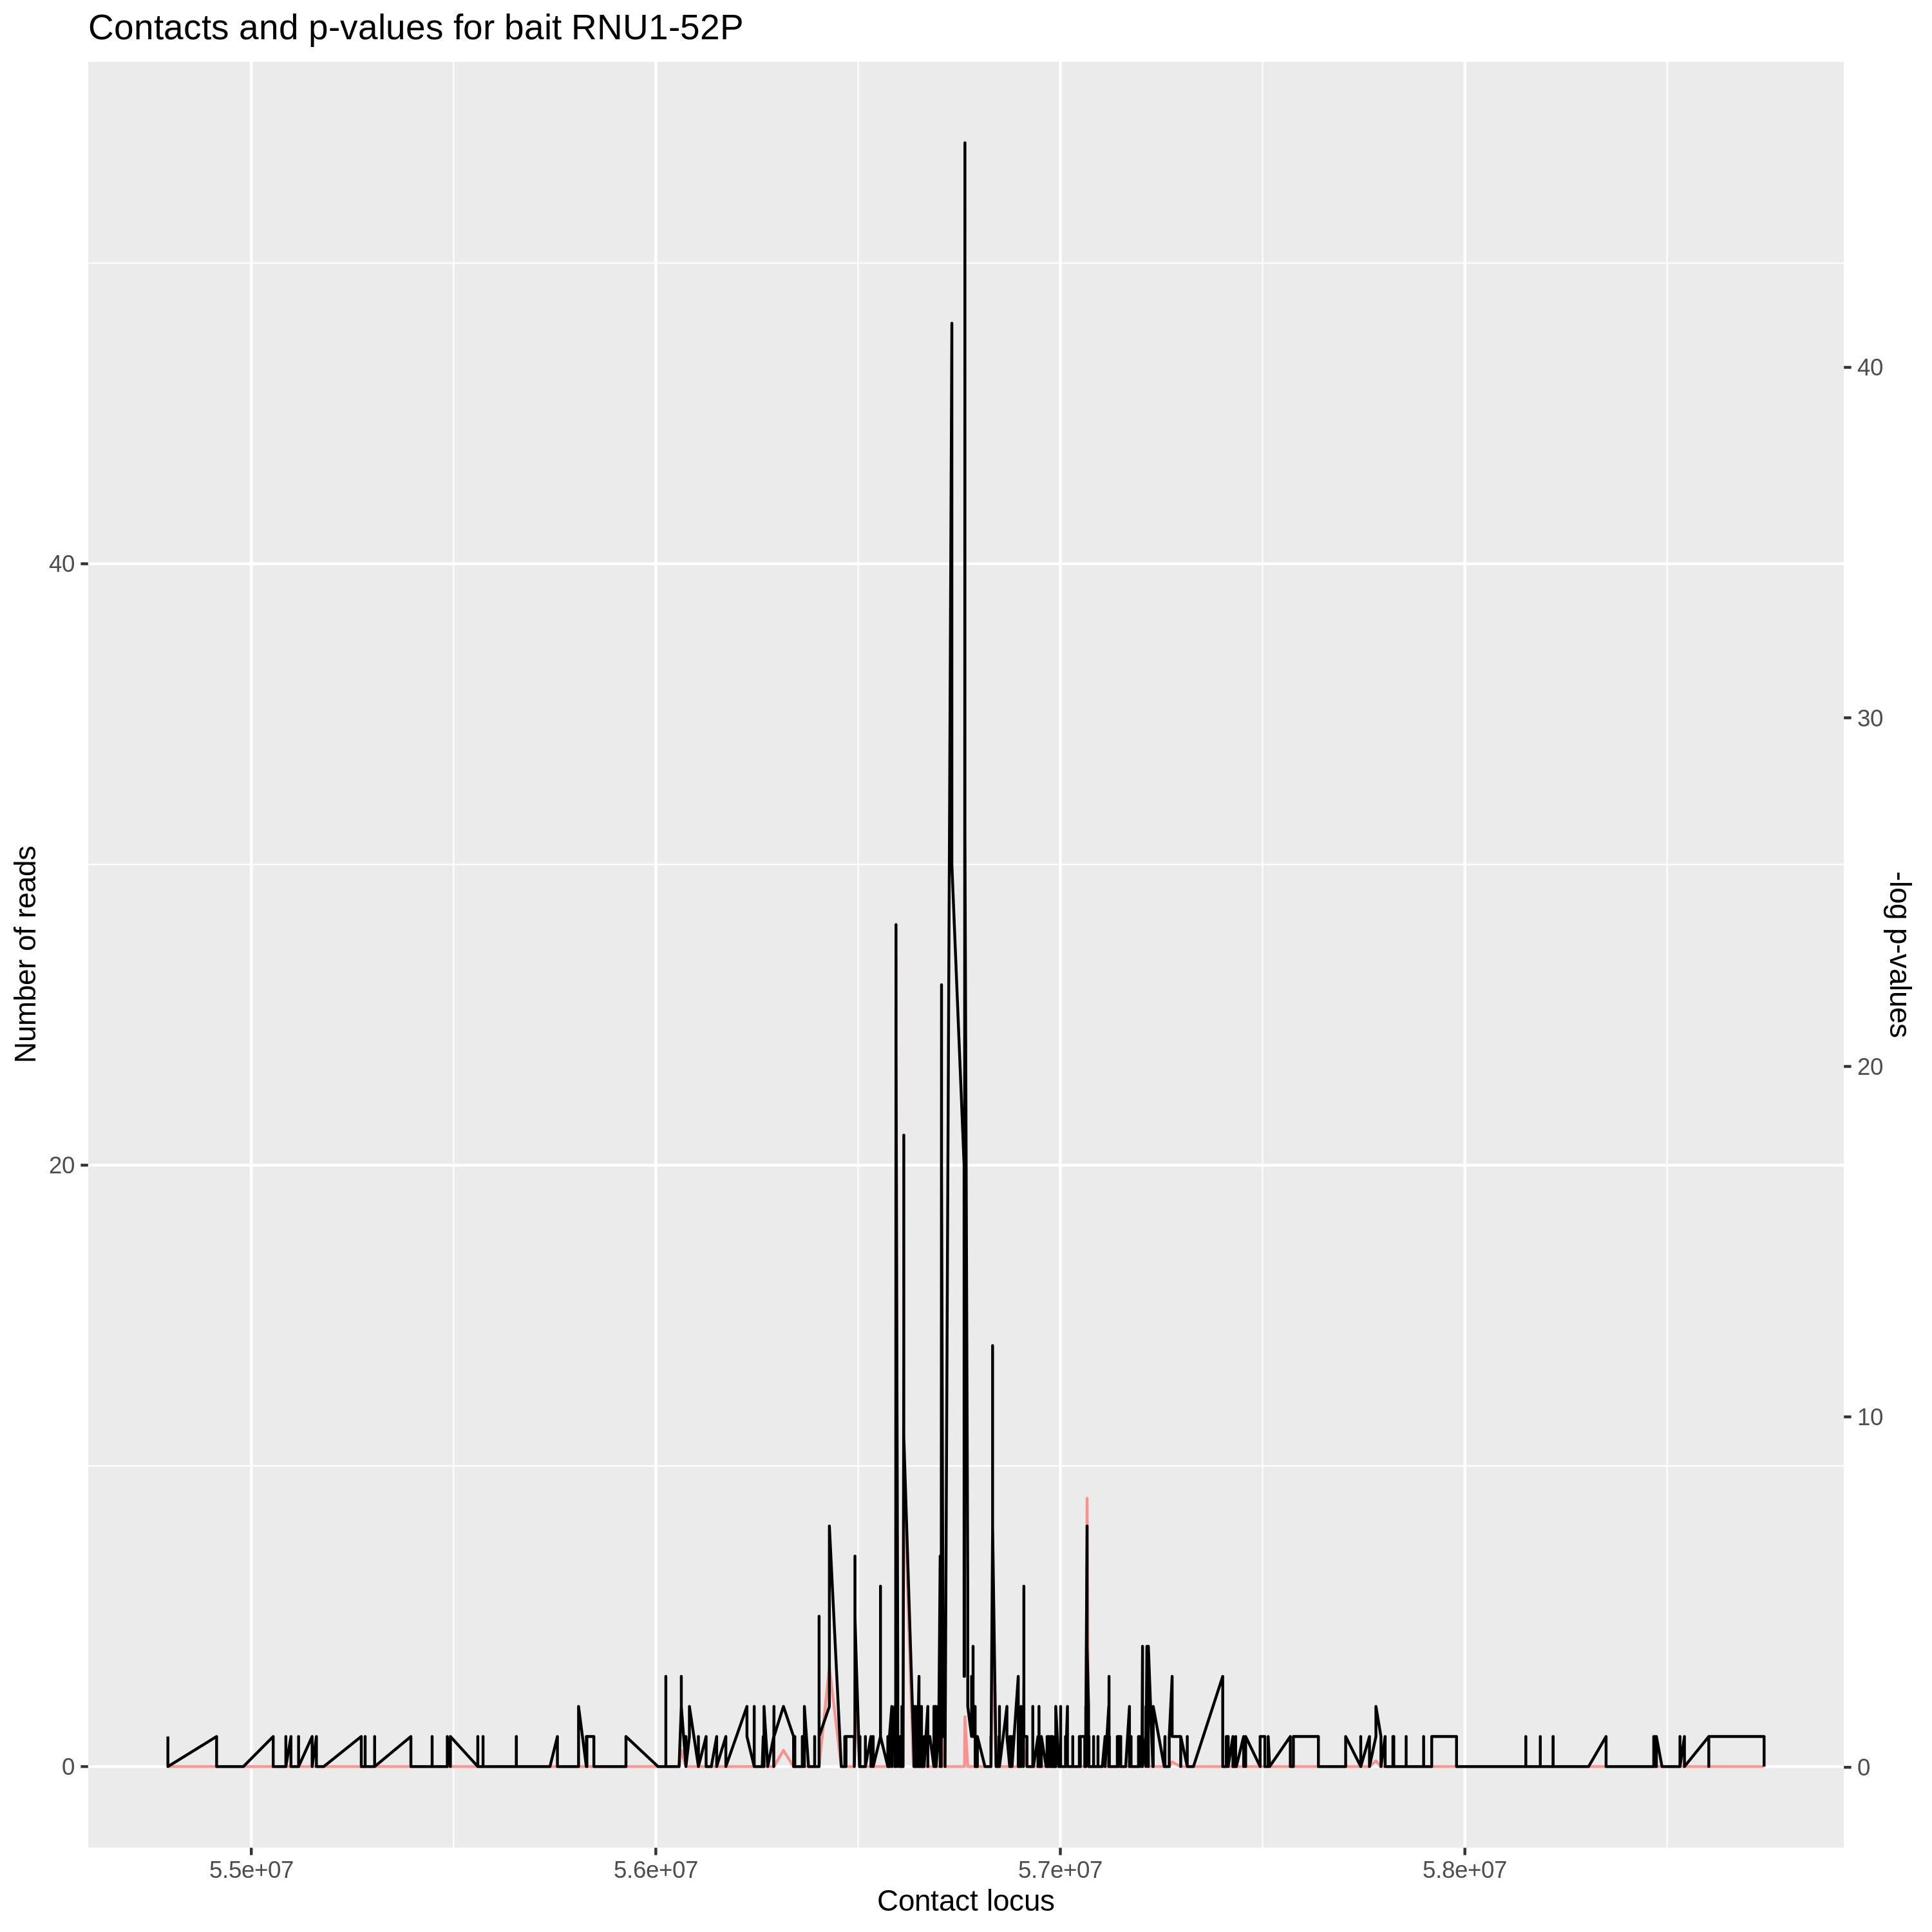 Contacts and p-values for bait RNU1-52P
40
20
0
Number of reads
40
30
20
10
0
-log p-values
5.5e+07
5.6e+07
5.7e+07
5.8e+07
Contact locus